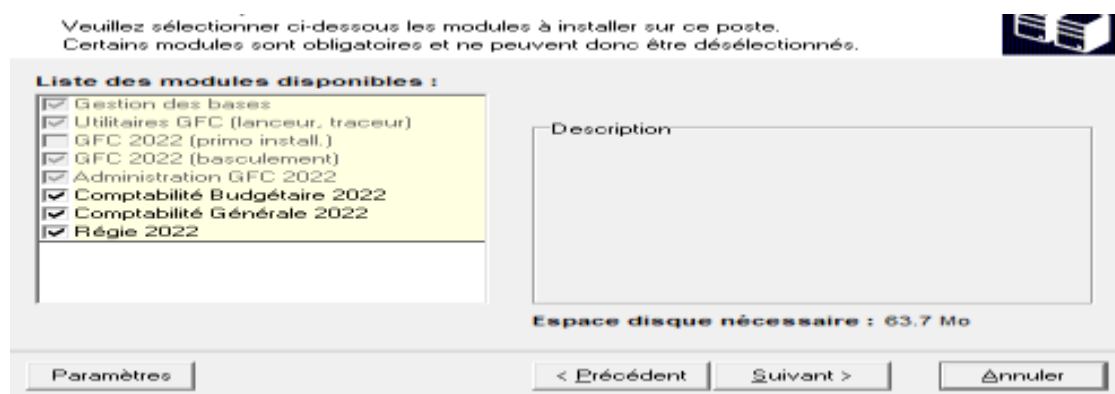 Veuillez sélectionner ci-dessous les modules à installer sur ce poste.
Certains modules sont obligatoires et ne peuvent donc être désélectionnés.
Liste des modules disponibles :
Gestion des bases
Utilitaires GFC (lanceur, traceur)
GFC 2022 (primo install.)
GFC 2022 (basculement)
Administration GFC 2022
Comptabilité Budgétaire 2022
Comptabilité Générale 2022
Régie 2022
Description
Espace disque nécessaire : 63.7 Mo
Paramètres
< Précédent
Suivant >
Annuler